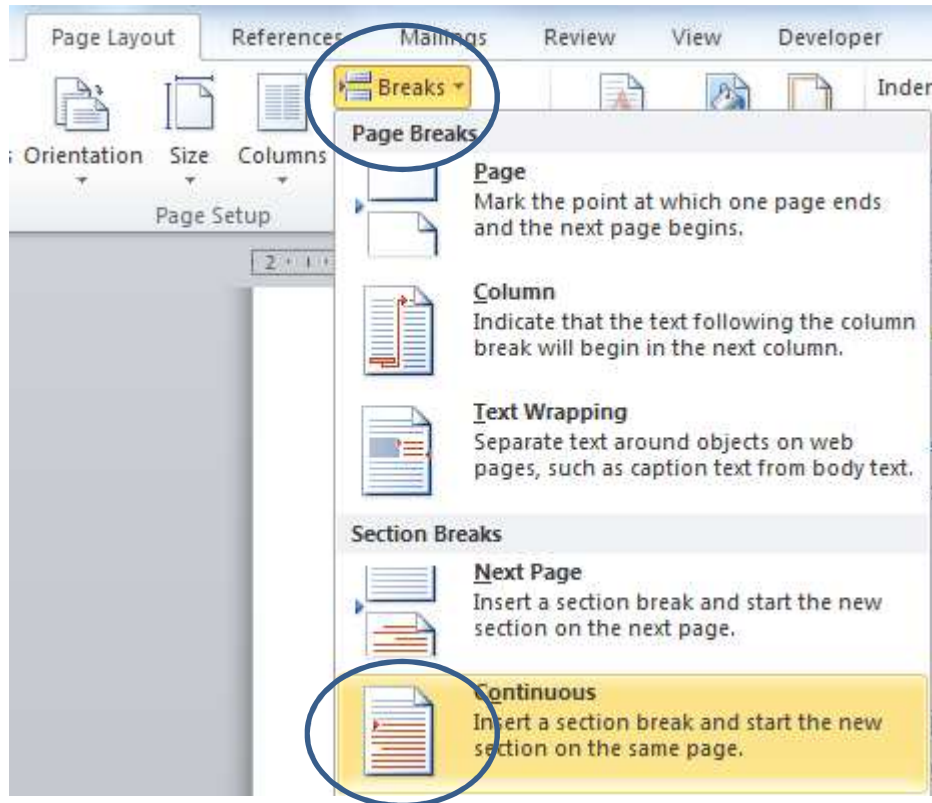 Page Layout References Mailings Review View Developer
Breaks Inder
Orientation Size Columns
Page Setup
2
Page Breaks
Page
Mark the point at which one page ends
and the next page begins.
Column
Indicate that the text following the column
break will begin in the next column.
Text Wrapping
Separate text around objects on web
pages, such as caption text from body text.
Section Breaks
Next Page
Insert a section break and start the new
section on the next page.
Continuous
Insert a section break and start the new
section on the same page.